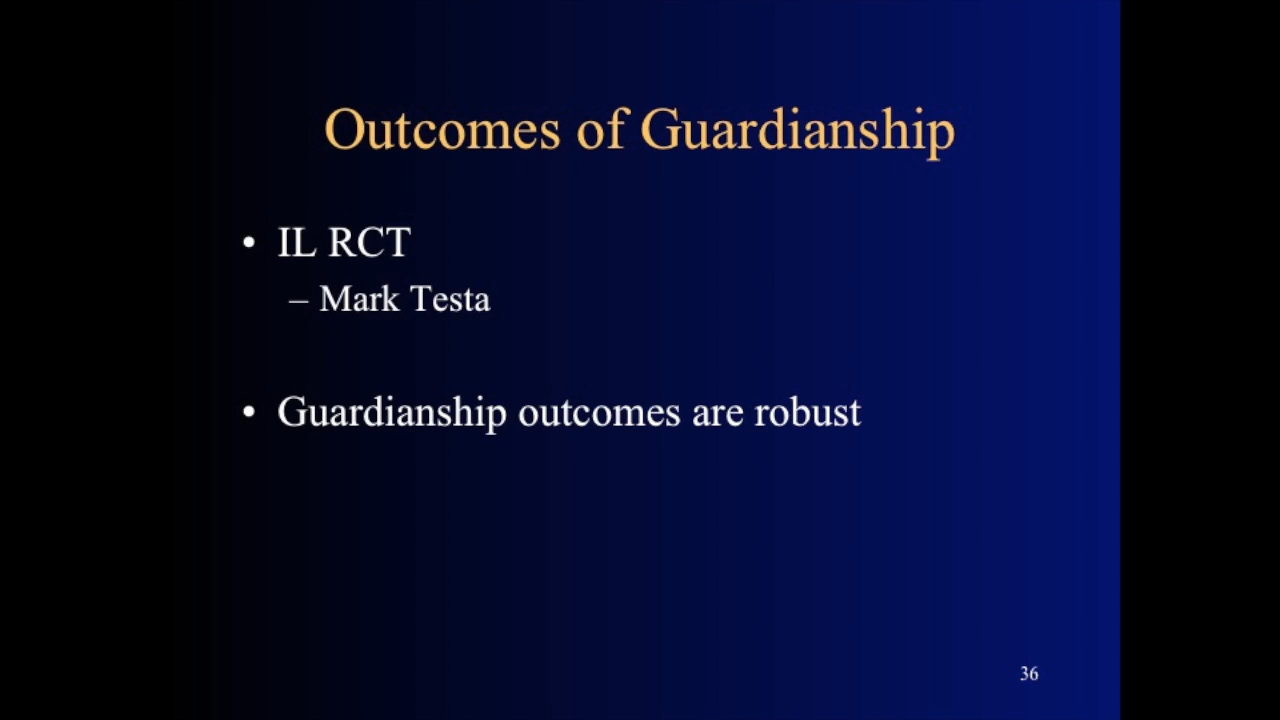 Outcomes of Guardianship
• IL RCT
– Mark Testa
• Guardianship outcomes are robust
36